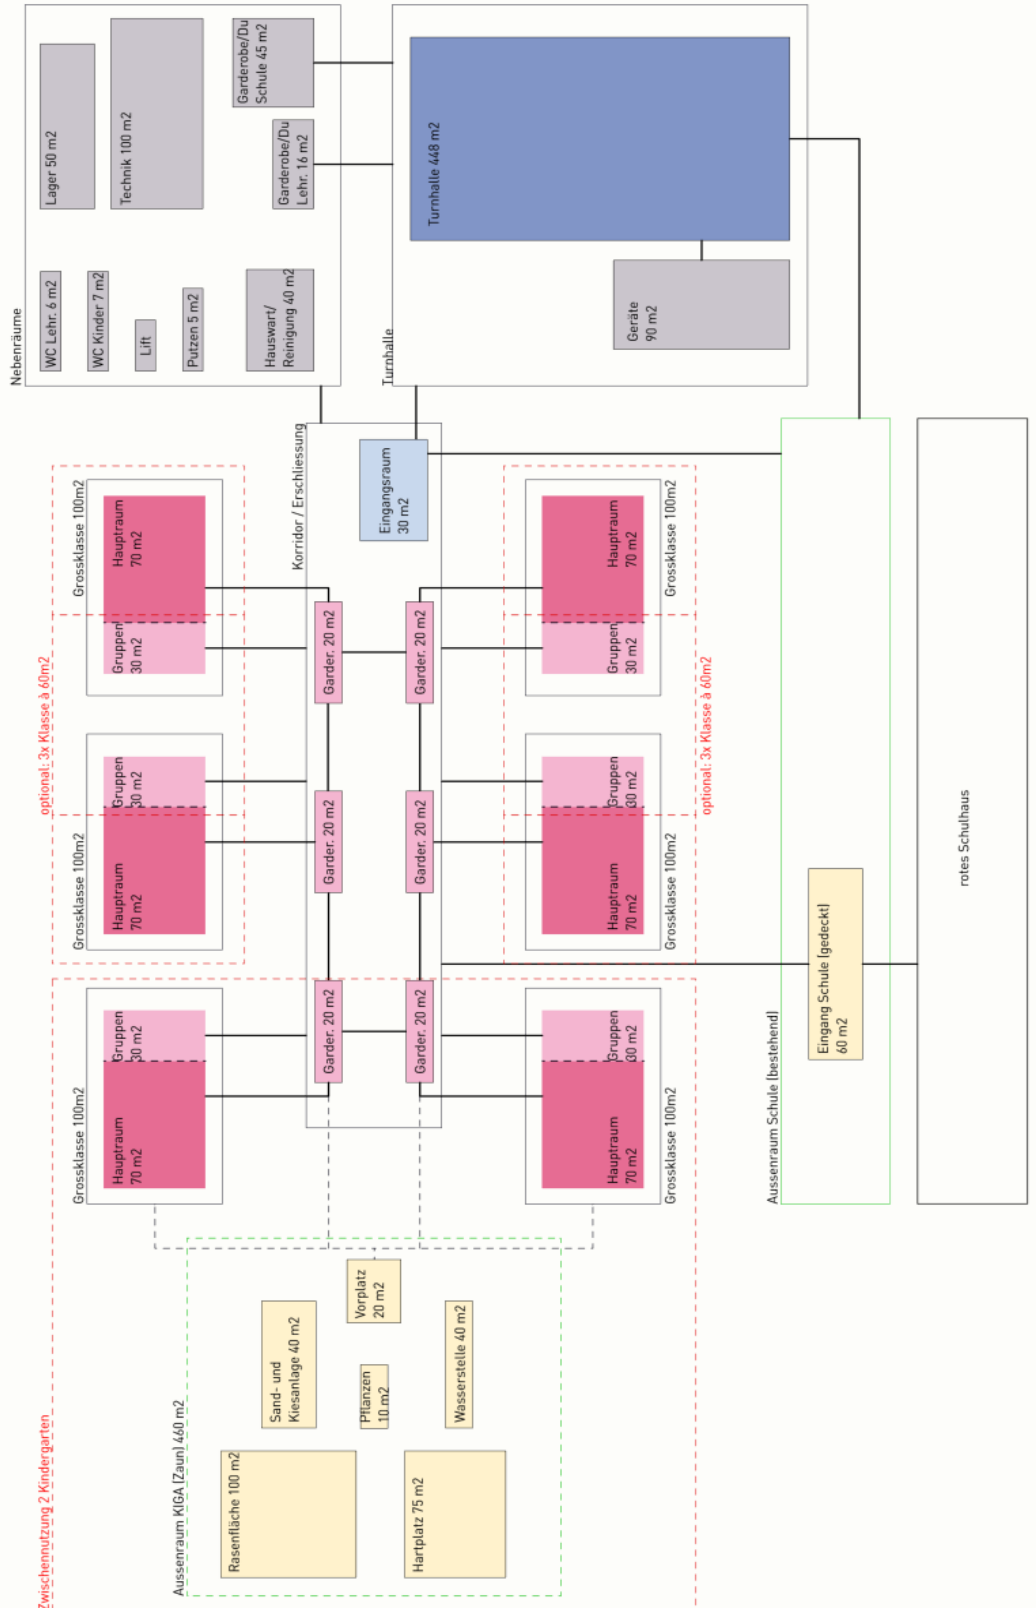 Zwischennutzung 2 Kindergarten
Aussenraum KIGA (Zaun) 460 m2
Rasenfläche 100 m2
Hartplatz 75 m2
Sand- und
Kiesanlage 40 m2
Pflanzen
10 m2
Wasserstelle 40 m2
Vorplatz
20 m2
Grossklasse 100m2
Hauptraum
70 m2
Gruppen
30 m2
Grossklasse 100m2
Hauptraum
70 m2
Gruppen
30 m2
optional: 3x Klasse à 60m2
Grossklasse 100m2
Hauptraum
70 m2
Gruppen
30 m2
Korridor / Erschliessung
Garder. 20 m2
Garder. 20 m2
Garder. 20 m2
Garder. 20 m2
Garder. 20 m2
Garder. 20 m2
Eingangsraum
30 m2
Hauptraum
70 m2
Gruppen
30 m2
Grossklasse 100m2
Hauptraum
70 m2
Gruppen
30 m2
Grossklasse 100m2
Gruppen
30 m2
Hauptraum
70 m2
Grossklasse 100m2
optional: 3x Klasse à 60m2
Nebenräume
WC Lehr. 6 m2
WC Kinder 7 m2
Lift
Putzen 5 m2
Hauswart/
Reinigung 40 m2
Lager 50 m2
Technik 100 m2
Garderobe/Du
Schule 45 m2
Garderobe/Du
Lehr. 16 m2
Turnhalle
Turnhalle 448 m2
Geräte
90 m2
Aussenraum Schule (bestehend)
Eingang Schule (gedeckt)
60 m2
rotes Schulhaus